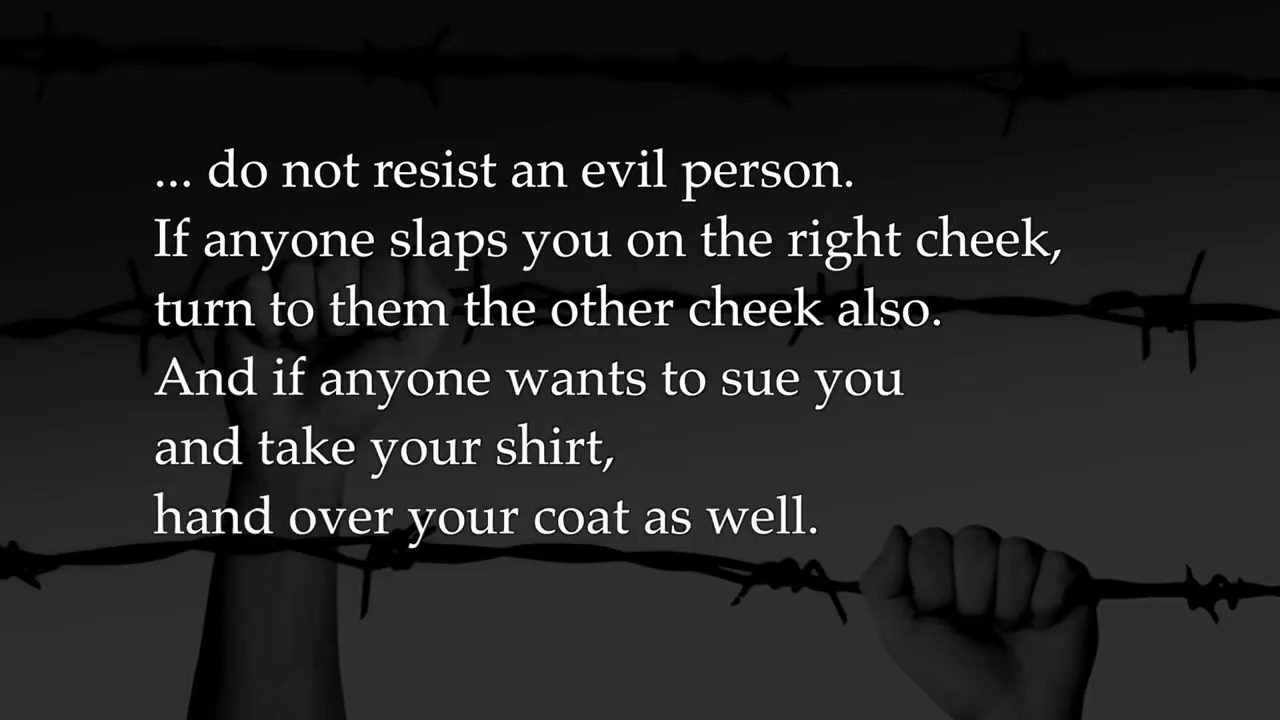 ... do not resist an evil person.
If anyone slaps you on the right cheek,
turn to them the other cheek also.
And if anyone wants to sue you
and take your shirt,
hand over your coat as well.